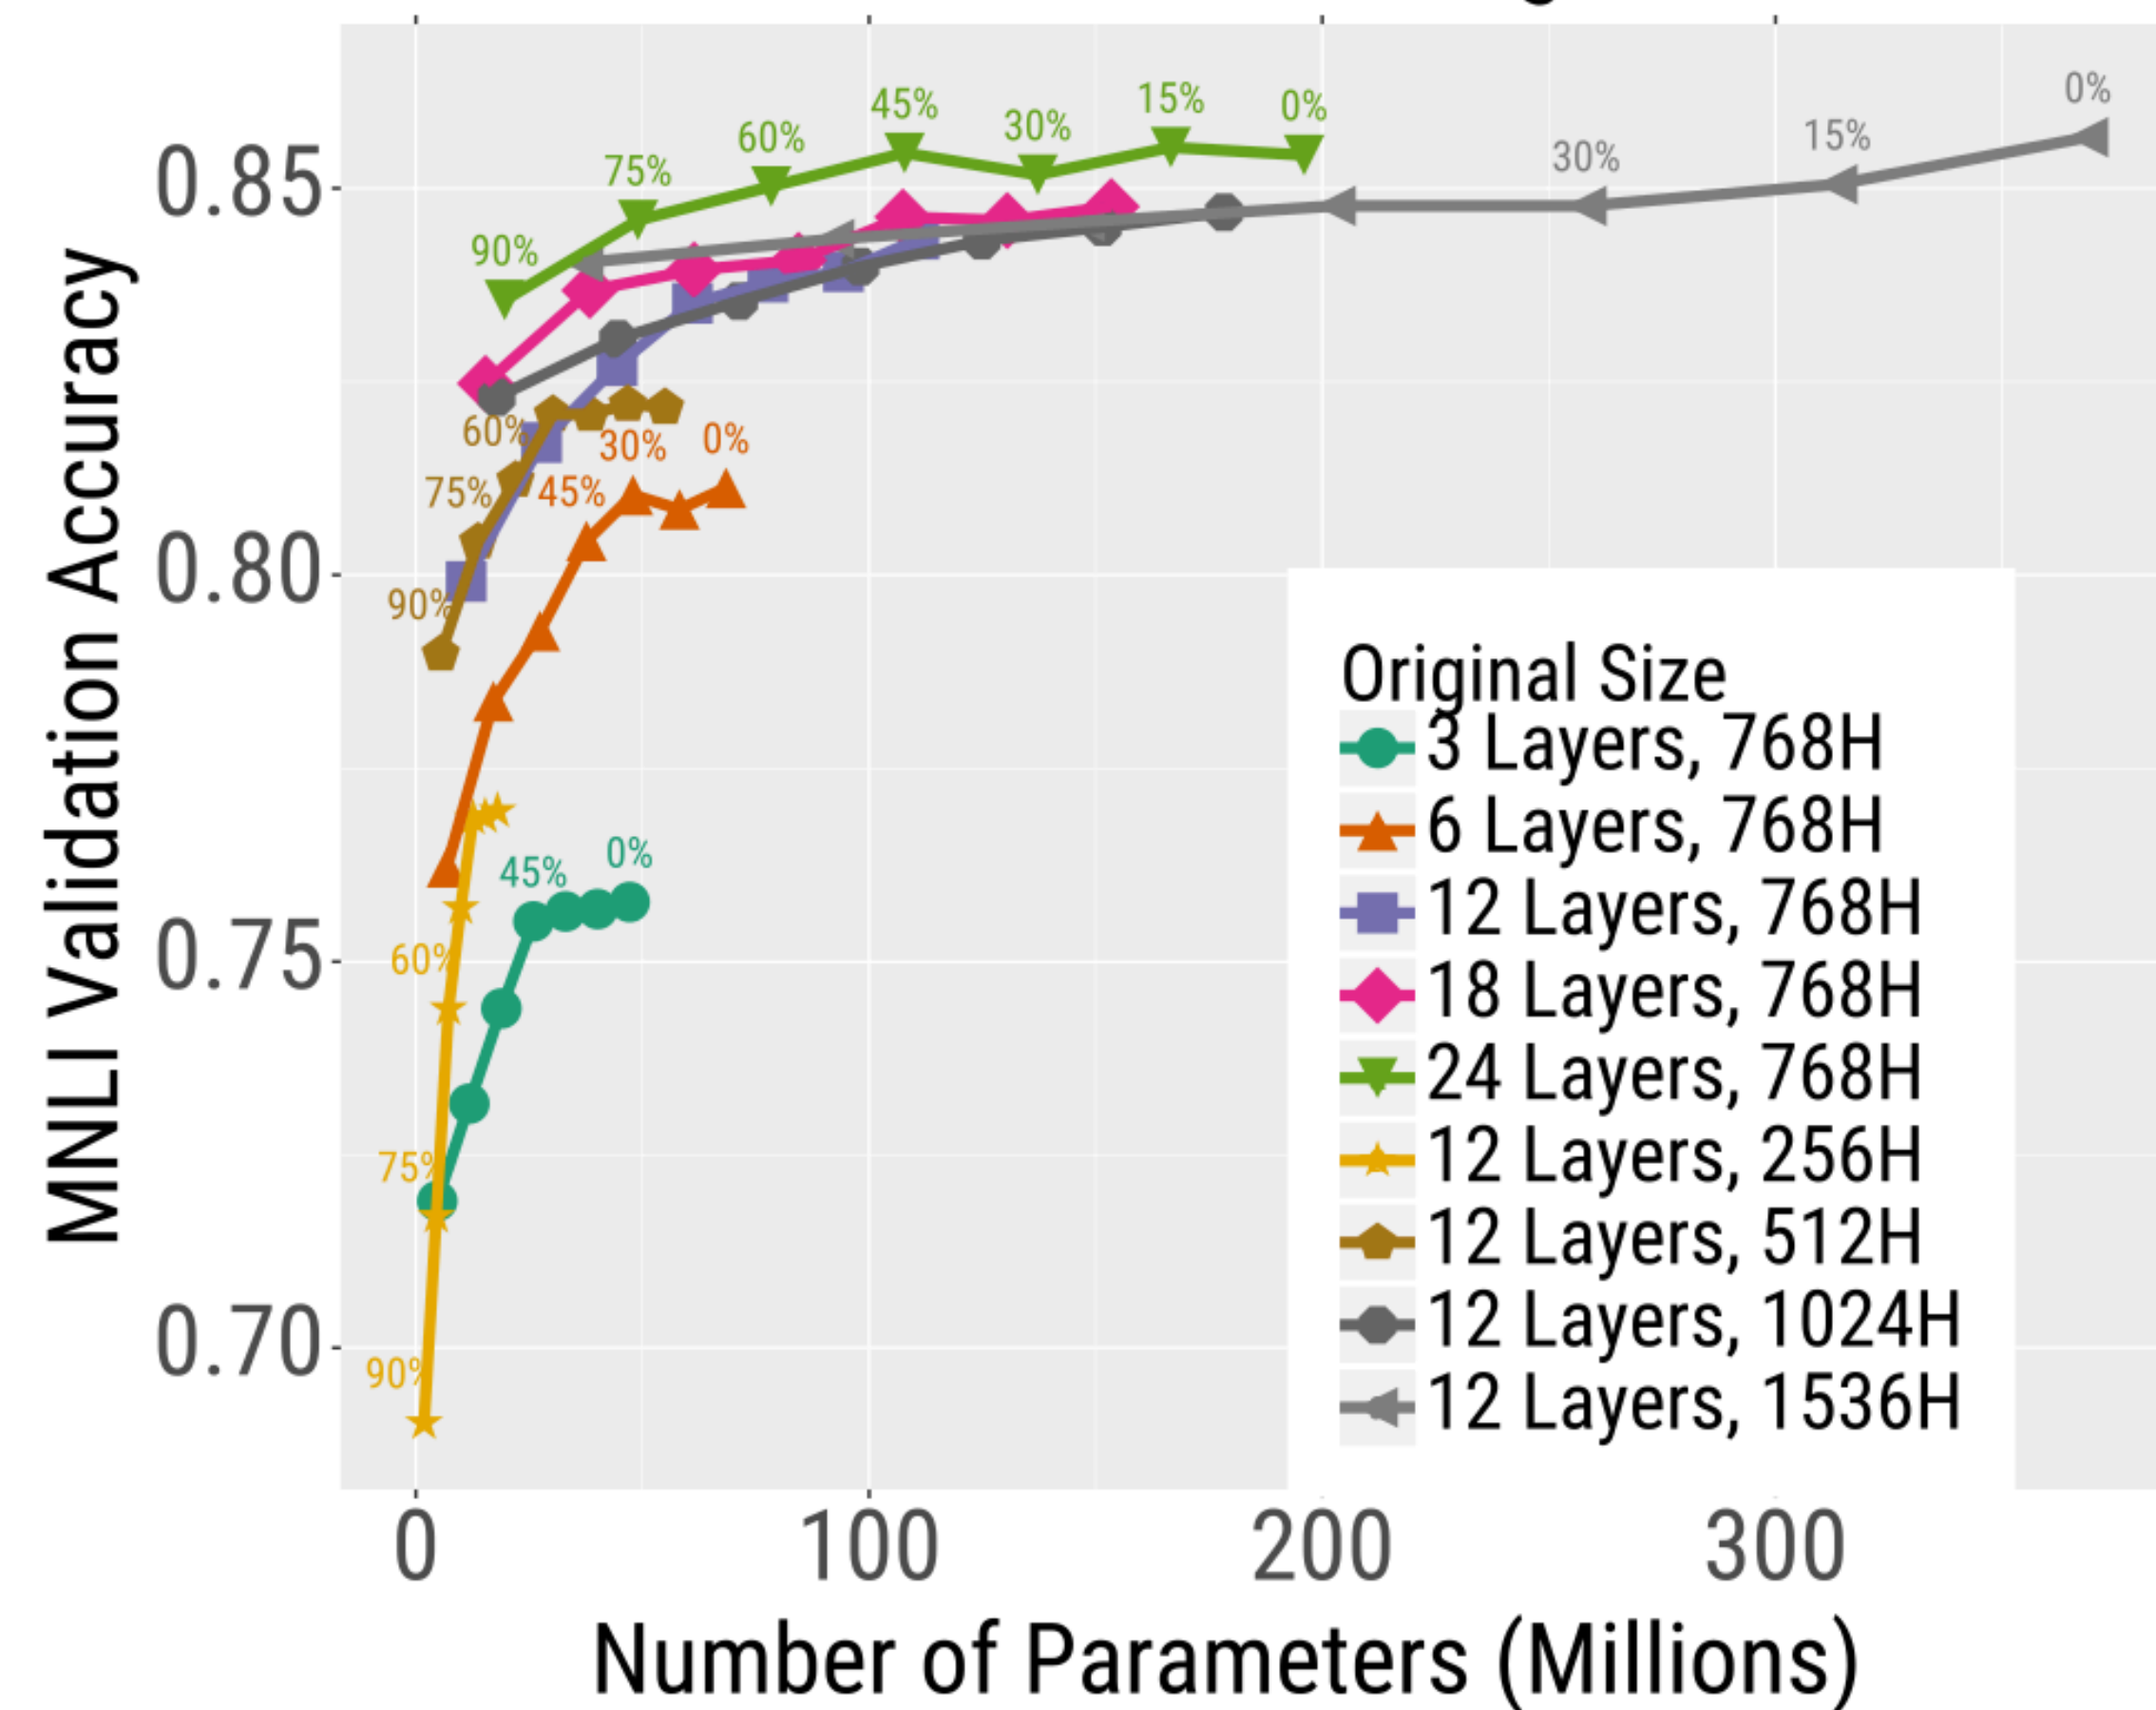 0%
15%
30%
0%
15%
30%
45%
60%
75%
90%
0.85
0.80
0.75
0.70
60%
75%
90%
0%
30%
45%
0%
45%
60%
75%
90%
MNLI Validation Accuracy
Original Size
3 Layers, 768H
6 Layers, 768H
12 Layers, 768H
18 Layers, 768H
24 Layers, 768H
12 Layers, 256H
12 Layers, 512H
12 Layers, 1024H
12 Layers, 1536H
0 100 200 300
Number of Parameters (Millions)